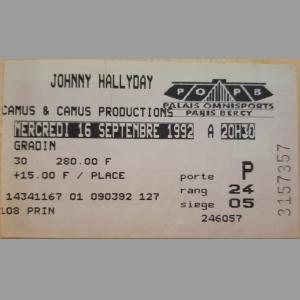 JOHNNY HALLYDAY
POPB
PALAIS OMNISPORTS
PARIS BERCY
CAMUS & CAMUS PRODUCTIONS
MERCREDI 16 SEPTEMBRE 1992 A 20H30
GRADIN
30 280.00 F
+15.00 F / PLACE
14341167 01 090392 127
L08 PRIN
porte P
rang 24
siege 05
246057
3157357